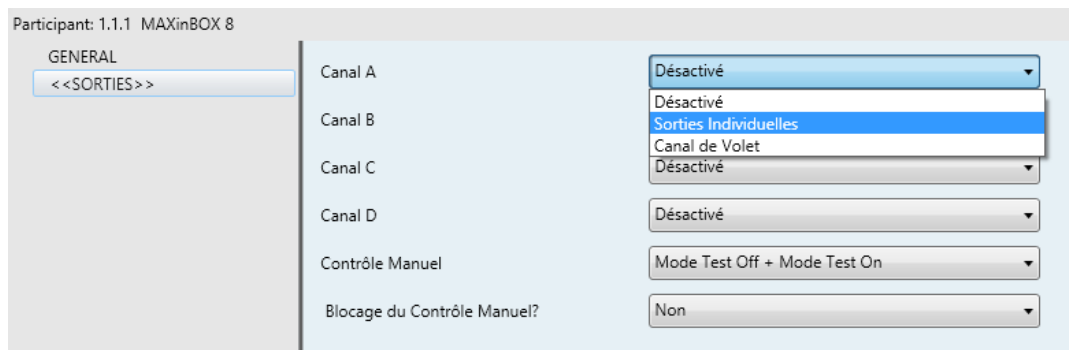 Participant: 1.1.1 MAXinBOX 8
GENERAL
<<SORTIES>>
Canal A
Désactivé
Désactivé
Sorties Individuelles
Canal de Volet
Canal B
Canal C
Désactivé
Canal D
Désactivé
Contrôle Manuel
Mode Test Off + Mode Test On
Blocage du Contrôle Manuel?
Non